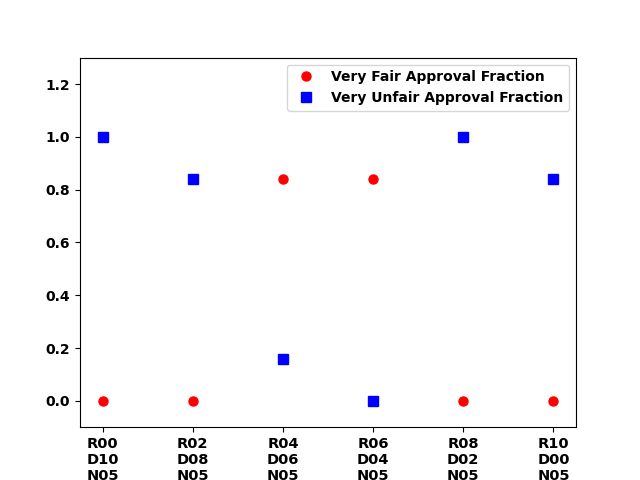 Very Fair Approval Fraction
Very Unfair Approval Fraction
1.2
1.0
0.8
0.6
0.4
0.2
0.0
R00 R02 R04 R06 R08 R10
D10 D08 D06 D04 D02 D00
N05 N05 N05 N05 N05 N05